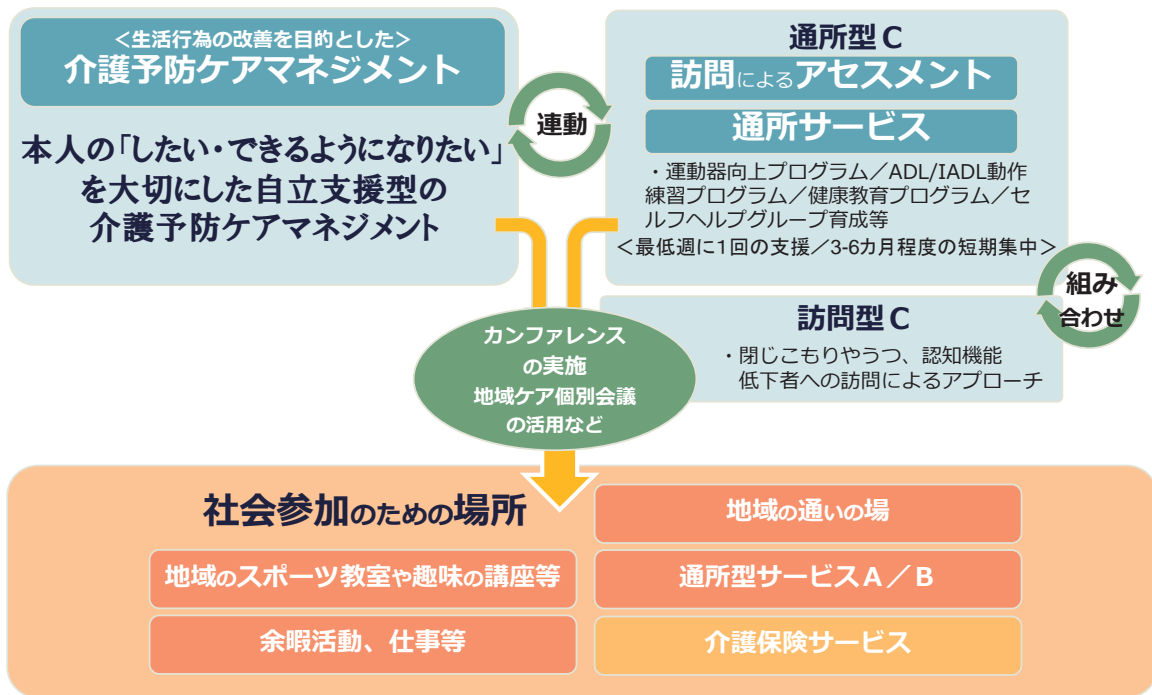 <生活行為の改善を目的とした>
介護予防ケアマネジメント
本人の「したい・できるようになりたい」
を大切にした自立支援型の
介護予防ケアマネジメント
連動
通所型C
訪問によるアセスメント
通所サービス
・運動器向上プログラム／ADL/IADL動作
練習プログラム／健康教育プログラム／セ
ルフヘルプグループ育成等
＜最低週に1回の支援／3-6カ月程度の短期集中＞
組み
合わせ
訪問型C
・閉じこもりやうつ、認知機能
低下者への訪問によるアプローチ
カンファレンス
の実施
地域ケア個別会議
の活用など
社会参加のための場所
地域の通いの場
地域のスポーツ教室や趣味の講座等
通所型サービスA／B
余暇活動、仕事等
介護保険サービス